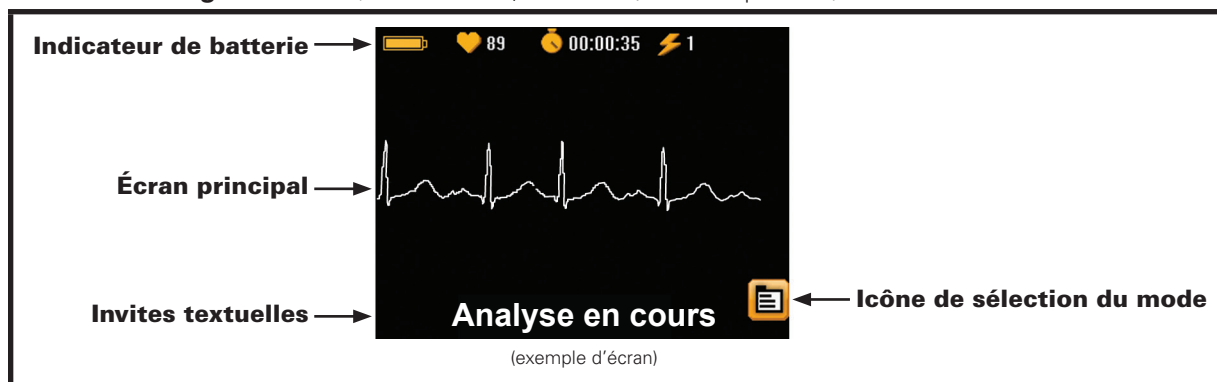 Indicateur de batterie
89 00:00:35 1
Écran principal
Invites textuelles
Analyse en cours
Icône de sélection du mode
(exemple d'écran)